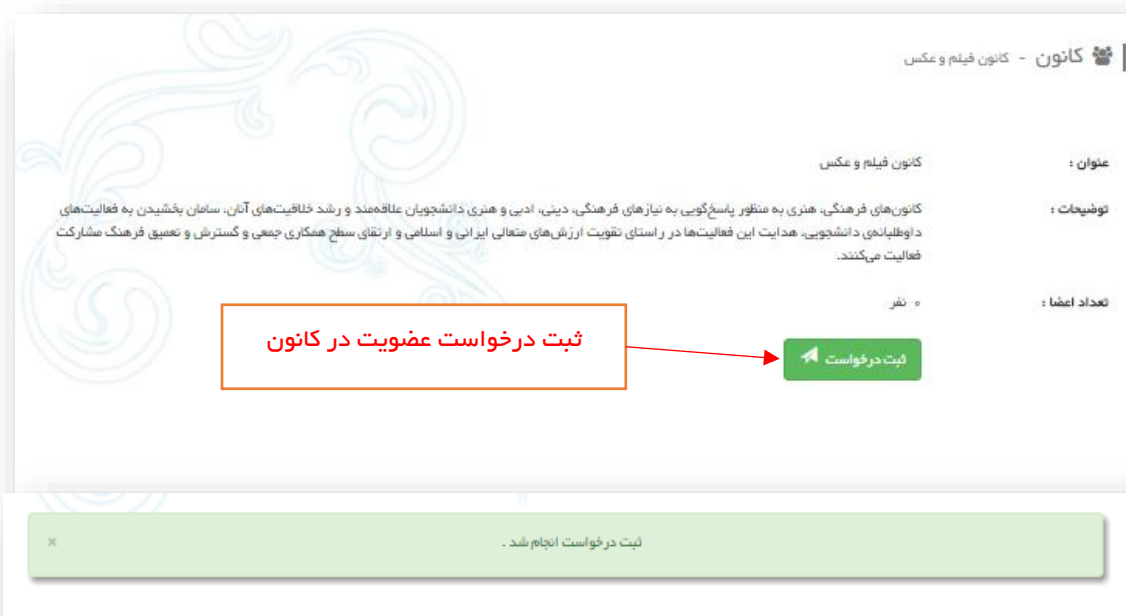 کانون - کانون فیلم و عکس
عنوان : کانون فیلم و عکس
توضیحات : کانون‌های فرهنگی، هنری به منظور پاسخ‌گویی به نیازهای فرهنگی، دینی، ادبی و هنری دانشجویان علاقه‌مند و رشد خلاقیت‌های آنان، سامان بخشیدن به فعالیت‌های
داوطلبانه‌ی دانشجویی، هدایت این فعالیت‌ها در راستای تقویت ارزش‌های متعالی ایرانی و اسلامی و ارتقای سطح همکاری جمعی و گسترش و تعمیق فرهنگ مشارکت
فعالیت می‌کنند.
تعداد اعضا : ۰ نفر
ثبت درخواست عضویت در کانون
ثبت درخواست
ثبت درخواست انجام شد .
×